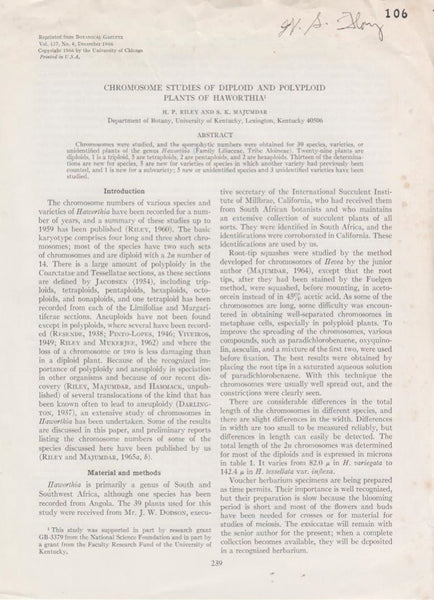 106
Reprinted from BOTANICAL GAZETTE
Vol. 127, No. 4, December 1966
Copyright 1966 by the University of Chicago
Printed in U.S.A.
CHROMOSOME STUDIES OF DIPLOID AND POLYPLOID
PLANTS OF HAWORTHIA¹
H. P. RILEY AND S. K. MAJUMDAR
Department of Botany, University of Kentucky, Lexington, Kentucky 40506
ABSTRACT
Chromosomes were studied, and the sporophytic numbers were obtained for 39 species, varieties, or
unidentified plants of the genus Haworthia (Family Liliaceae, Tribe Aloineae). Twenty-nine plants are
diploids, 1 is a triploid, 5 are tetraploids, 2 are pentaploids, and 2 are hexaploids. Thirteen of the determina-
tions are new for species, 5 are new for varieties of species in which another variety had previously been
counted, and 1 is new for a subvariety; 5 new or unidentified species and 3 unidentified varieties have been
studied.
Introduction
The chromosome numbers of various species and
varieties of Haworthia have been recorded for a num-
ber of years, and a summary of these studies up to
1959 has been published (RILEY, 1960). The basic
karyotype comprises four long and three short chro-
mosomes; most of the species have two such sets
of chromosomes and are diploid with a 2n number of
14. There is a large amount of polyploidy in the
Coarctatae and Tessellatae sections, as these sections
are defined by JACOBSEN (1954), including trip-
loids, tetraploids, pentaploids, hexaploids, octo-
ploids, and nonaploids, and one tetraploid has been
recorded from each of the Limifoliae and Margari-
tiferae sections. Aneuploids have not been found
except in polyploids, where several have been record-
ed (RESENDE, 1938; PINTO-LOPES, 1946; VIVEIROS,
1949; RILEY and MUKERJEE, 1962) and where the
loss of a chromosome or two is less damaging than
in a diploid plant. Because of the recognized im-
portance of polyploidy and aneuploidy in speciation
in other organisms and because of our recent dis-
covery (RILEY, MAJUMDAR, and HAMMACK, unpub-
lished) of several translocations of the kind that has
been known often to lead to aneuploidy (DARLING-
TON, 1937), an extensive study of chromosomes in
Haworthia has been undertaken. Some of the results
are discussed in this paper, and preliminary reports
listing the chromosome numbers of some of the
species discussed here have been published by us
(RILEY and MAJUMDAR, 1965a, b).
Material and methods
Haworthia is primarily a genus of South and
Southwest Africa, although one species has been
recorded from Angola. The 39 plants used for this
study were received from Mr. J. W. DODSON, execu-
¹ This study was supported in part by research grant
GB-3379 from the National Science Foundation and in part by
a grant from the Faculty Research Fund of the University of
Kentucky.
tive secretary of the International Succulent Insti-
tute of Millbrae, California, who had received them
from South African botanists and who maintains
an extensive collection of succulent plants of all
sorts. They were identified in South Africa, and the
identifications were corroborated in California. These
identifications are used by us.
Root-tip squashes were studied by the method
developed for chromosomes of Ilex by the junior
author (MAJUMDAR, 1964), except that the root
tips, after they had been stained by the Feulgen
method, were squashed, before mounting, in aceto-
orcein instead of in 45% acetic acid. As some of the
chromosomes are long, some difficulty was encoun-
tered in obtaining well-separated chromosomes in
metaphase cells, especially in polyploid plants. To
improve the spreading of the chromosomes, various
compounds, such as paradichlorobenzene, oxyquino-
lin, aesculin, and a mixture of the first two, were used
before fixation. The best results were obtained by
placing the root tips in a saturated aqueous solution
of paradichlorobenzene. With this technique the
chromosomes were usually well spread out, and the
constrictions were clearly seen.
There are considerable differences in the total
length of chromosomes in different species, and
there are slight differences in the width. Differences
in width are too small to be measured reliably, but
differences in length can easily be detected. The
total length of the 2n chromosomes was determined
for most of the diploids and is expressed in microns
in table 1. It varies from 82.0 μ in H. variegata to
142.4 μ in H. tessellata var. inflexa.
Voucher herbarium specimens are being prepared
as time permits. Their importance is well recognized,
but their preparation is slow because the blooming
period is short and most of the flowers and buds
have been needed for crosses or for material for
studies of meiosis. The exsiccatae will remain with
the senior author for the present; when a complete
collection becomes available, they will be deposited
in a recognized herbarium.
239